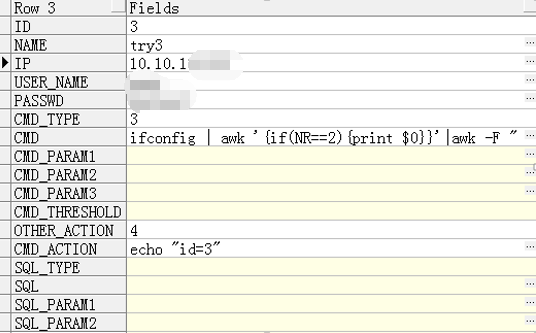 Row 3 Fields
ID 3
NAME try3
IP 10.10.1
USER_NAME
PASSWD
CMD_TYPE 3
CMD ifconfig | awk '{if(NR==2){print $0}}'|awk -F "
CMD_PARAM1
CMD_PARAM2
CMD_PARAM3
CMD_THRESHOLD
OTHER_ACTION 4
CMD_ACTION echo "id=3"
SQL_TYPE
SQL
SQL_PARAM1
SQL_PARAM2